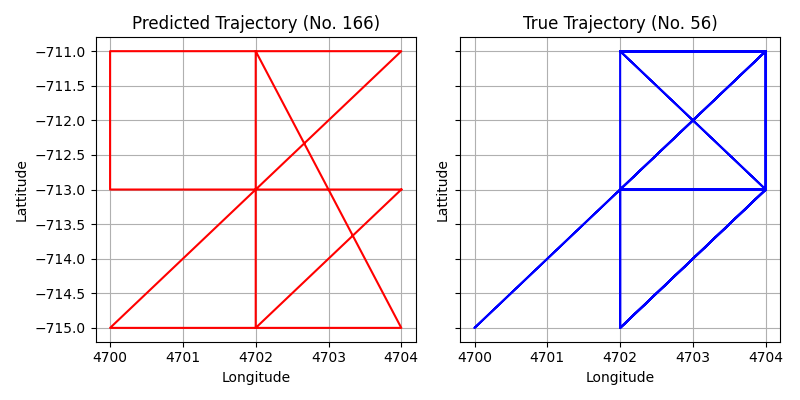 Predicted Trajectory (No. 166)
True Trajectory (No. 56)
Lattitude
−711.0
−711.5
−712.0
−712.5
−713.0
−713.5
−714.0
−714.5
−715.0
4700 4701 4702 4703 4704
Longitude
Lattitude
4700 4701 4702 4703 4704
Longitude